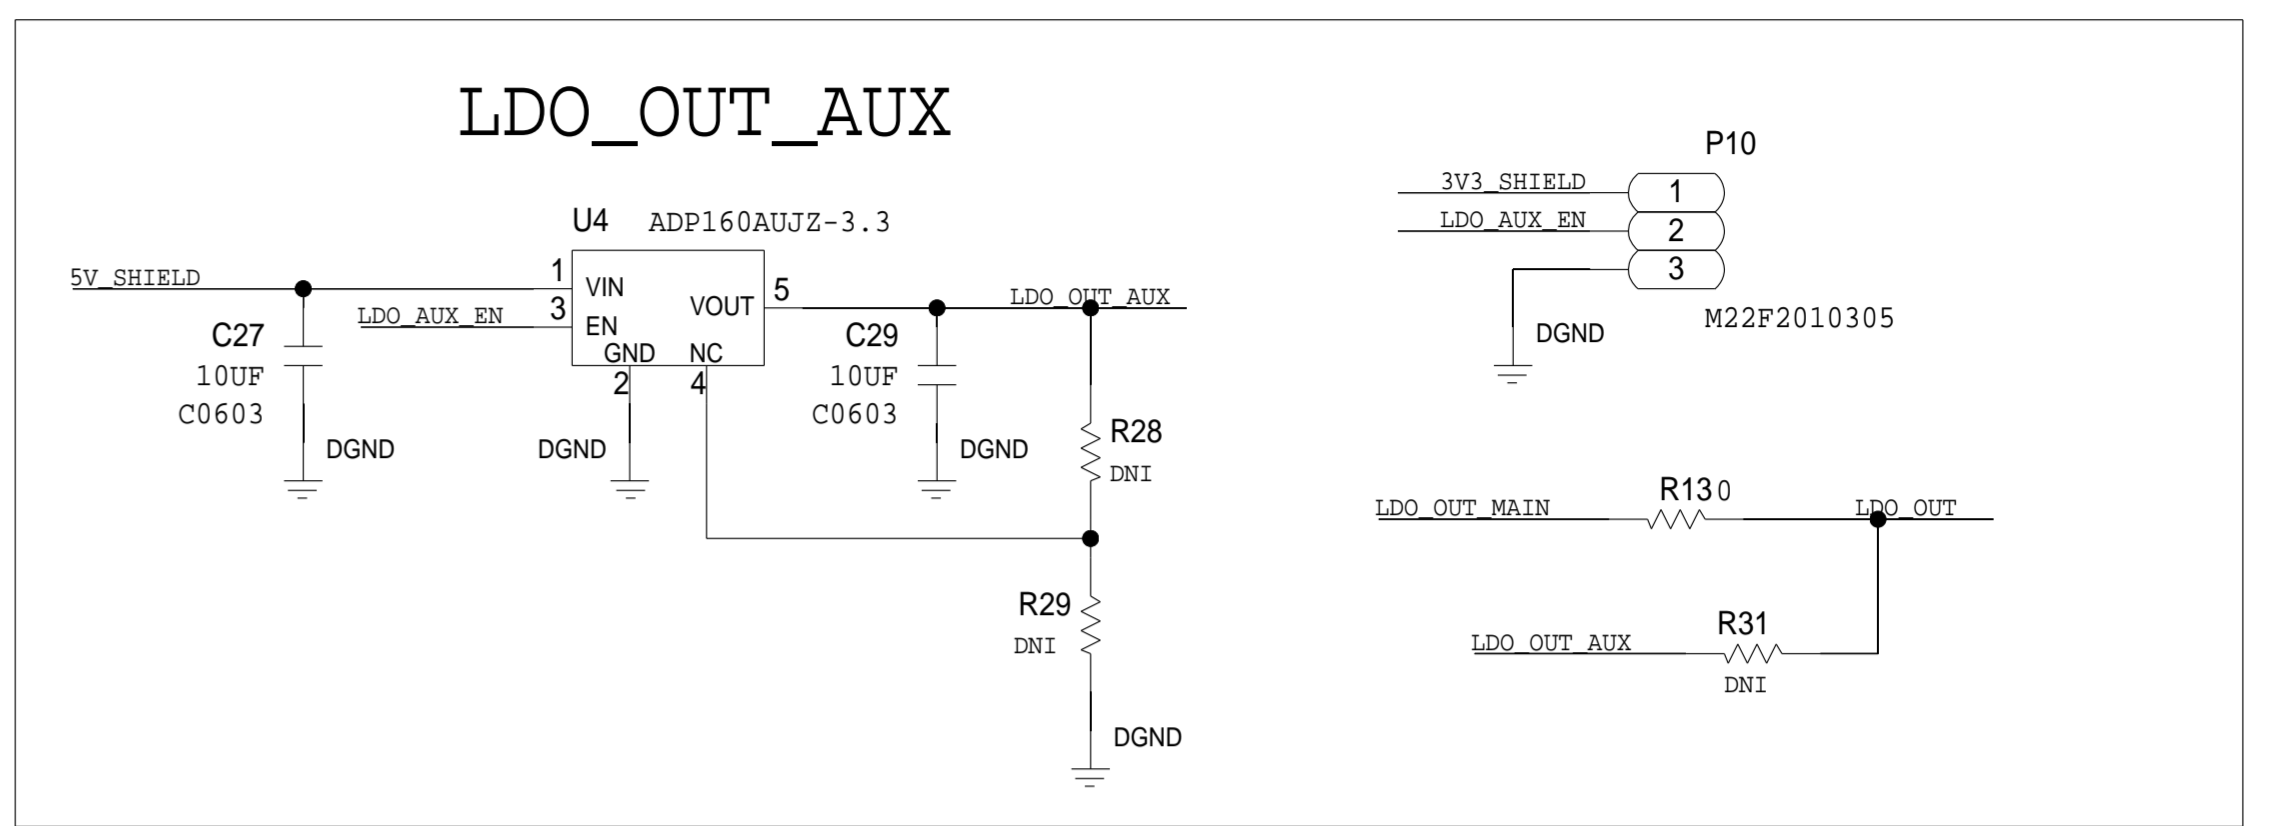 LDO_OUT_AUX
U4 ADP160AUJZ-3.3
5V_SHIELD
1
VIN
LDO_AUX_EN
3
EN
GND
2
NC
4
VOUT
5
LDO_OUT_AUX
C27
10UF
C0603
DGND
DGND
C29
10UF
C0603
DGND
R28
DNI
R29
DNI
DGND
P10
3V3_SHIELD
1
LDO_AUX_EN
2
3
M22F2010305
DGND
LDO_OUT_MAIN
R13 0
LDO_OUT
LDO_OUT_AUX
R31
DNI